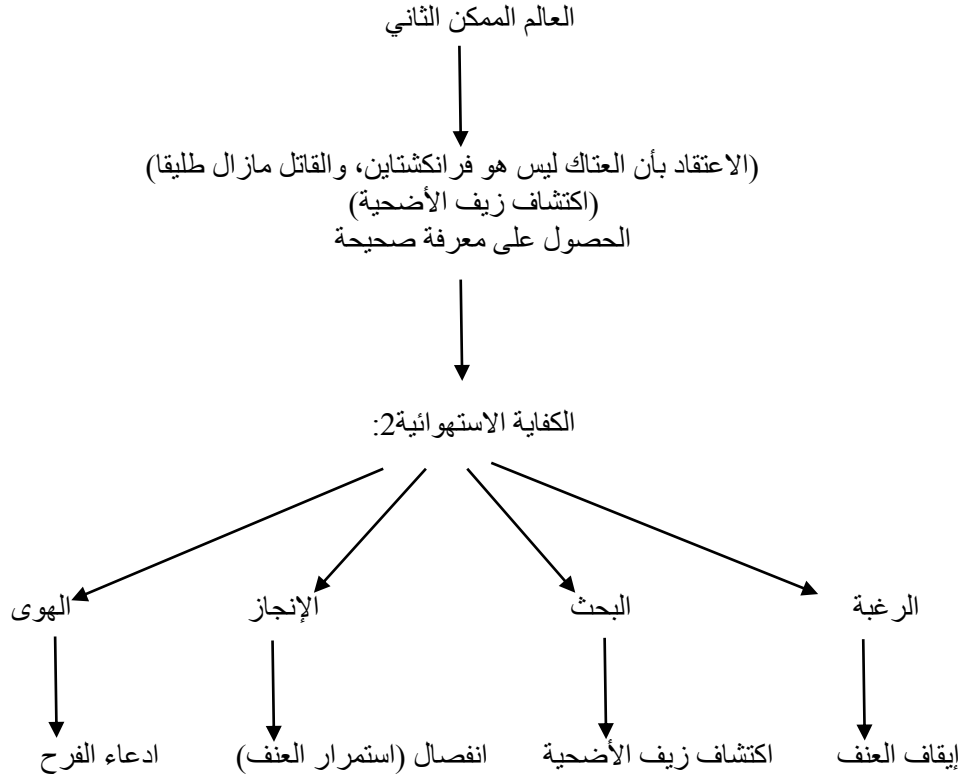 العالم الممكن الثاني
(الاعتقاد بأن العتاك ليس هو فرانكشتاين، والقاتل مازال طليقا)
(اكتشاف زيف الأضحية)
الحصول على معرفة صحيحة
الكفاية الاستهوائية2:
الرغبة
البحث
الإنجاز
الهوى
إيقاف العنف
اكتشاف زيف الأضحية
انفصال (استمرار العنف)
ادعاء الفرح